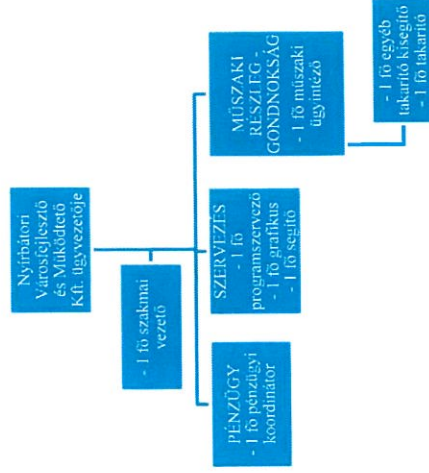 Nyírbátori
Városfejlesztő
és Működtető
Kft. ügyvezetője
- 1 fő szakmai
vezető
PÉNZÜGY
- 1 fő pénzügyi
koordinátor
SZERVEZÉS
- 1 fő
programszervező
- 1 fő grafikus
- 1 fő segítő
MŰSZAKI
RÉSZLEG -
GONDNOKSÁG
- 1 fő műszaki
ügyintéző
- 1 fő egyéb
takarító kisegítő
- 1 fő takarító